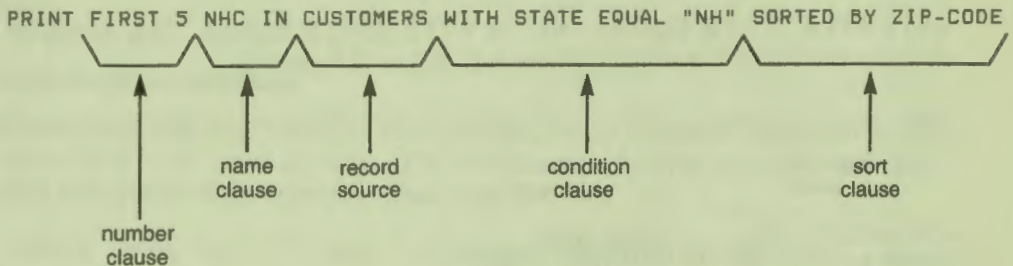 PRINT FIRST 5 NHC IN CUSTOMERS WITH STATE EQUAL "NH" SORTED BY ZIP-CODE
name
clause
record
source
condition
clause
sort
clause
number
clause